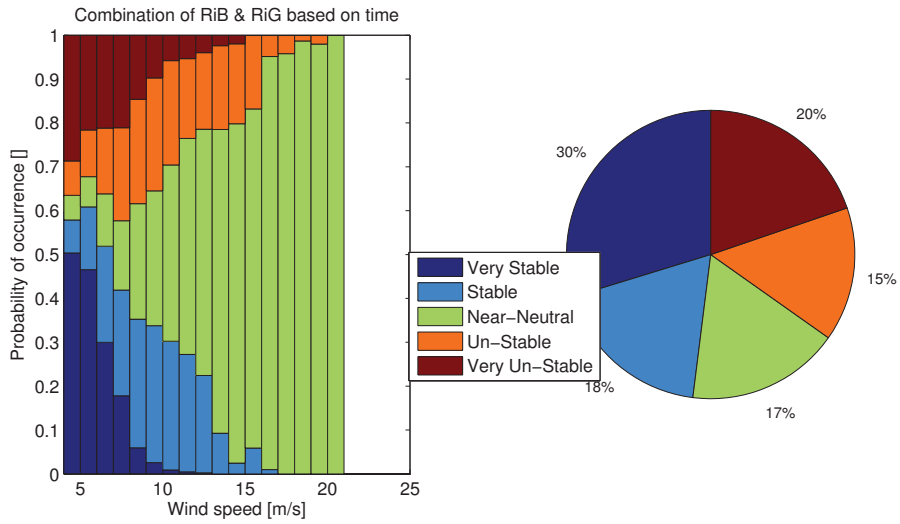 Combination of RiB & RiG based on time
1
0.9
0.8
0.7
0.6
0.5
0.4
0.3
0.2
0.1
0
Probability of occurrence []
5
10
15
20
25
Wind speed [m/s]
Very Stable
Stable
Near−Neutral
Un−Stable
Very Un−Stable
30%
20%
15%
17%
18%